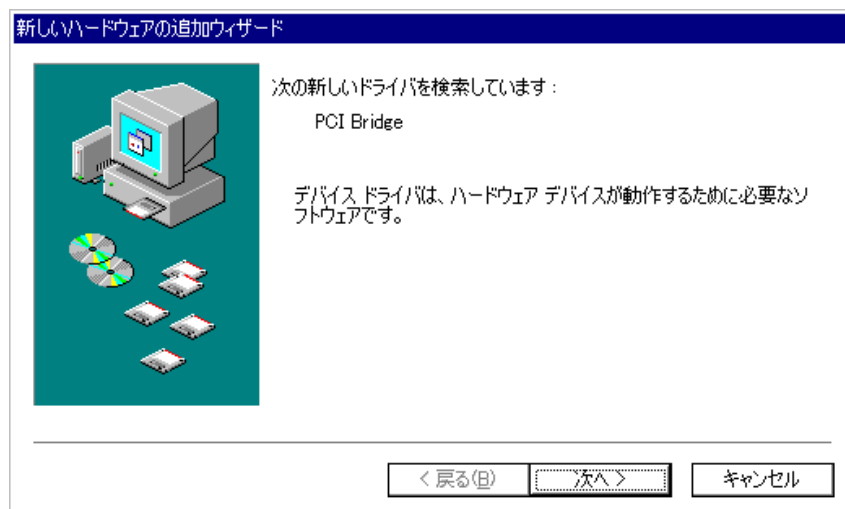 新しいハードウェアの追加ウィザード
次の新しいドライバを検索しています：
PCI Bridge
デバイス ドライバは、ハードウェア デバイスが動作するために必要なソ
フトウェアです。
< 戻る(B)
次へ >
キャンセル